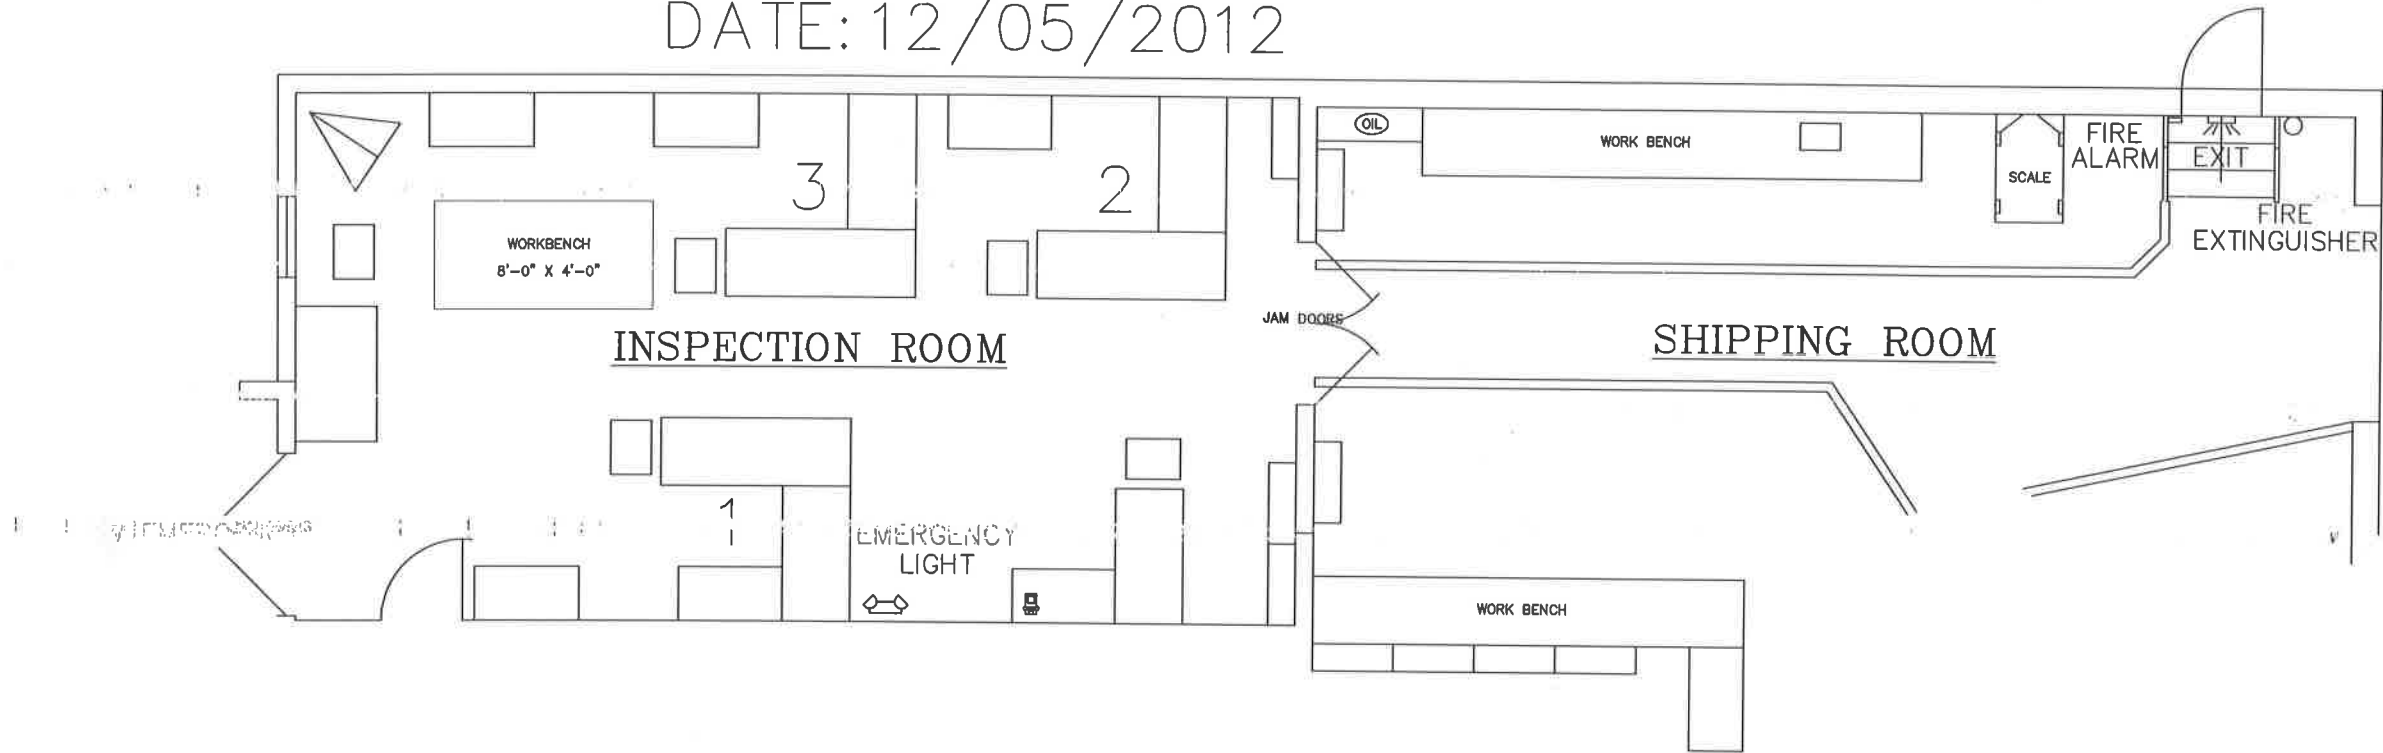 DATE: 12/05/2012
OIL
WORK BENCH
FIRE
ALARM
EXIT
SCALE
3
2
FIRE
EXTINGUISHER
WORKBENCH
8'-0" X 4'-0"
JAM DOORS
INSPECTION ROOM
SHIPPING ROOM
1
EMERGENCY
LIGHT
WORK BENCH